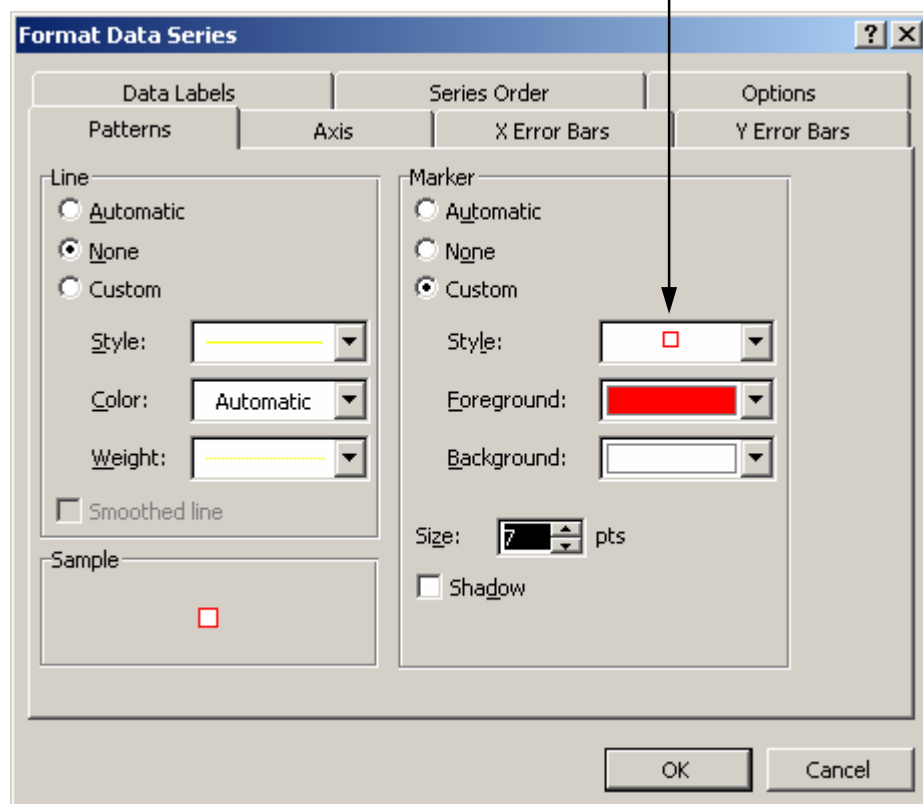 Format Data Series
Data Labels Series Order Options
Patterns Axis X Error Bars Y Error Bars
Line
Automatic
None
Custom
Style:
Color: Automatic
Weight:
Smoothed line
Sample
Marker
Automatic
None
Custom
Style:
Foreground:
Background:
Size: 7 pts
Shadow
OK Cancel